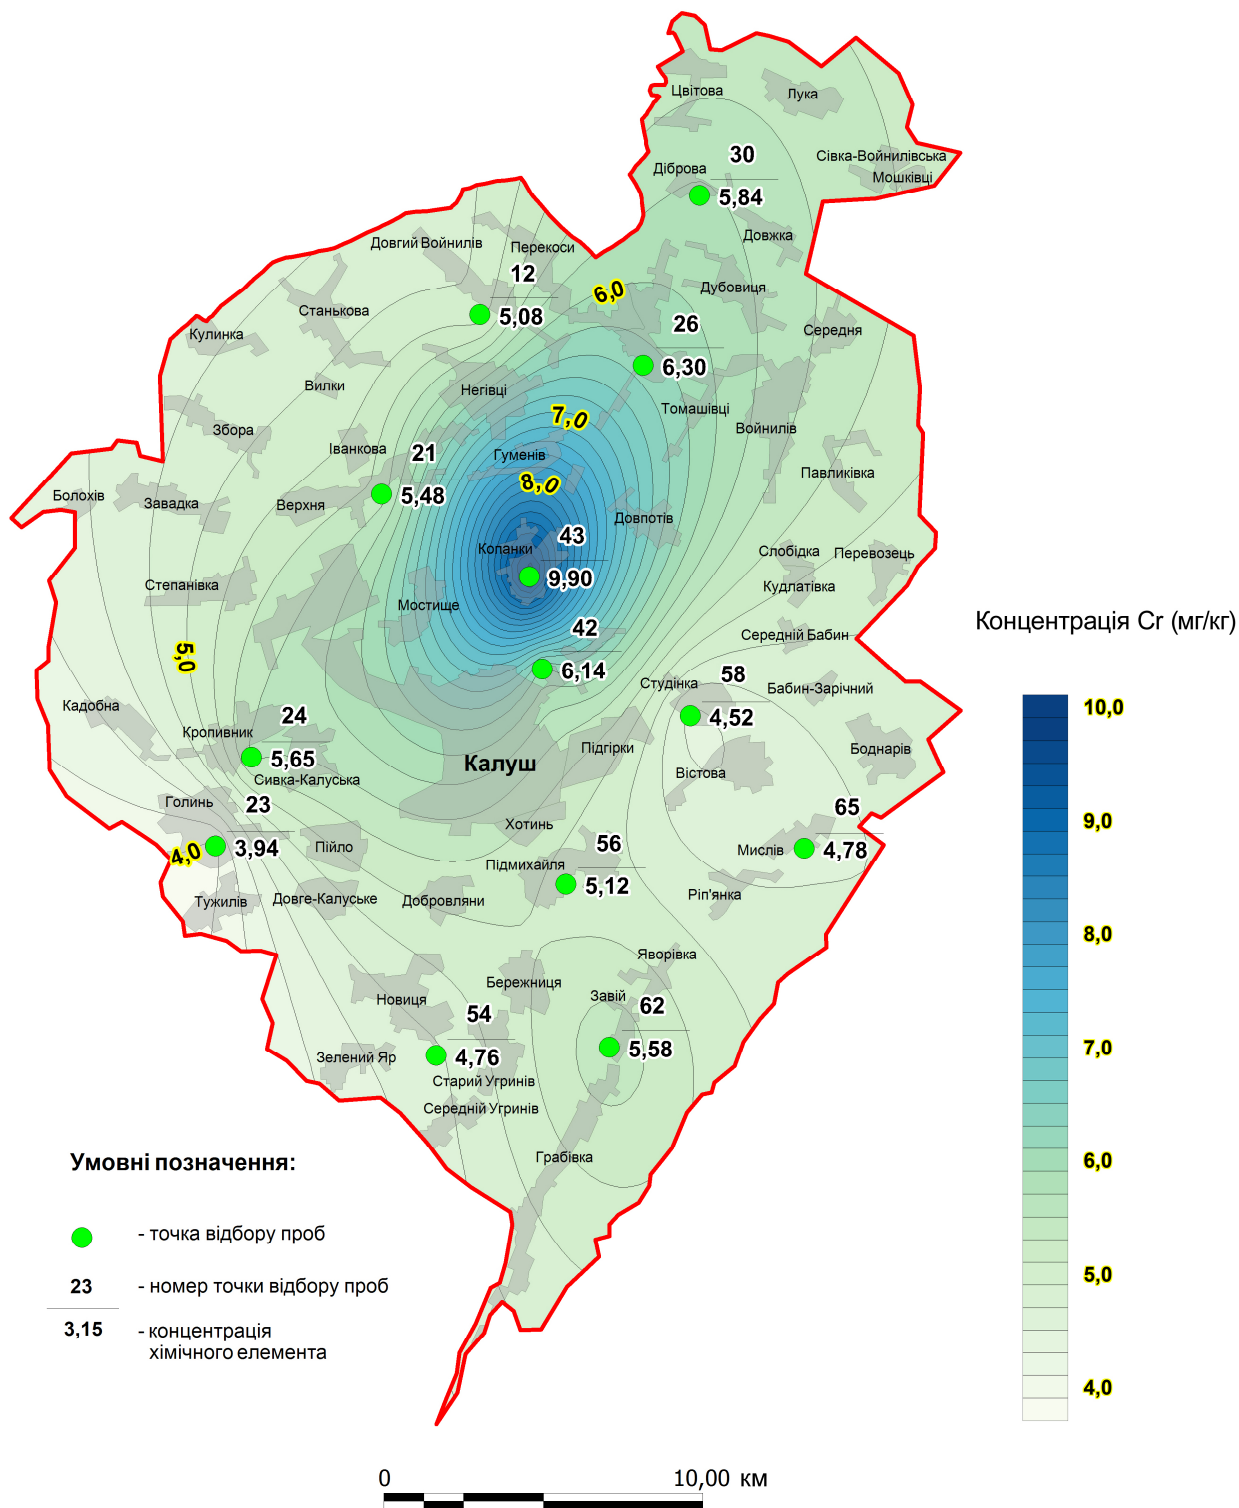 Цвітова
Лука
30
Сівка-Войнилівська
Діброва
Мошківці
5,84
Довжка
Довгий Войнилів
Перекоси
12
6,0
Дубовиця
Станькова
5,08
26
Кулинка
Середня
6,30
Вилки
Негівці
Томашівці
7,0
Войнилів
Збора
Іванкова
21
Гуменів
Павликівка
8,0
Болохів
Завадка
Верхня
5,48
Довпотів
43
Копанки
Слобідка
Перевозець
9,90
Степанівка
Кудлатівка
Мостище
42
Середній Бабин
Концентрація Cr (мг/кг)
5,0
6,14
58
Студінка
Бабин-Зарічний
Кадобна
10,0
24
4,52
Кропивник
Підгірки
Боднарів
5,65
Калуш
Вістова
Сивка-Калуська
Голинь
23
65
9,0
Хотинь
4,0
3,94
Пійло
56
Мислів
4,78
Підмихайля
5,12
Тужилів
Довге-Калуське
Добровляни
Ріп'янка
8,0
Яворівка
Бережниця
Новиця
Завій
62
54
7,0
Зелений Яр
4,76
5,58
Старий Угринів
Середній Угринів
Грабівка
6,0
Умовні позначення:
- точка відбору проб
5,0
23
- номер точки відбору проб
3,15
- концентрація
хімічного елемента
4,0
0
10,00 км